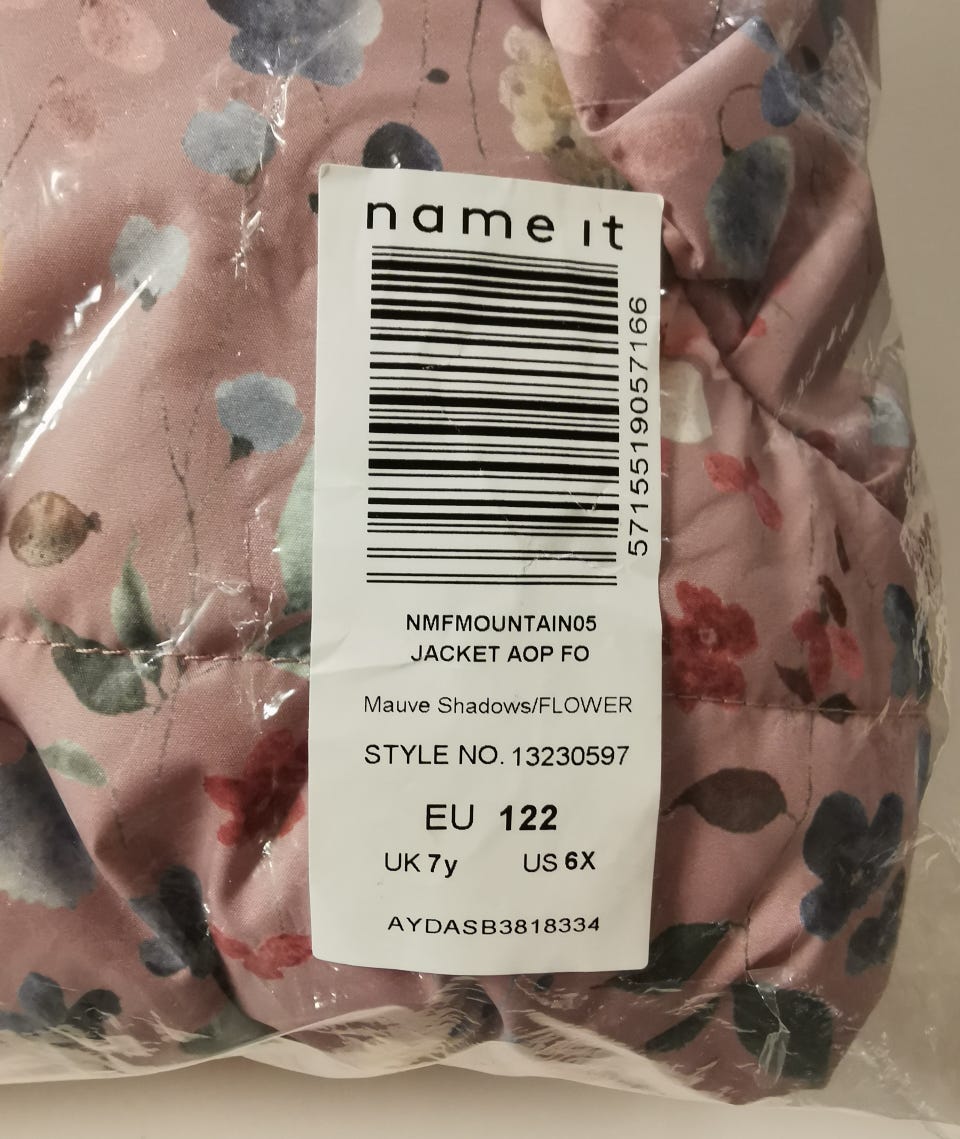 name it
5715519057166
NMFMOUNTAIN05
JACKET AOP FO
Mauve Shadows/FLOWER
STYLE NO. 13230597
EU 122
UK 7y US 6X
AYDASB3818334